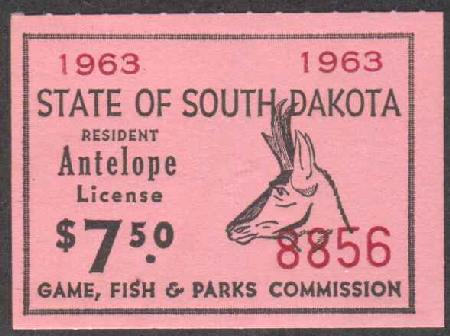 1963 1963
STATE OF SOUTH DAKOTA
RESIDENT
Antelope
License
$7.50
8856
GAME, FISH & PARKS COMMISSION